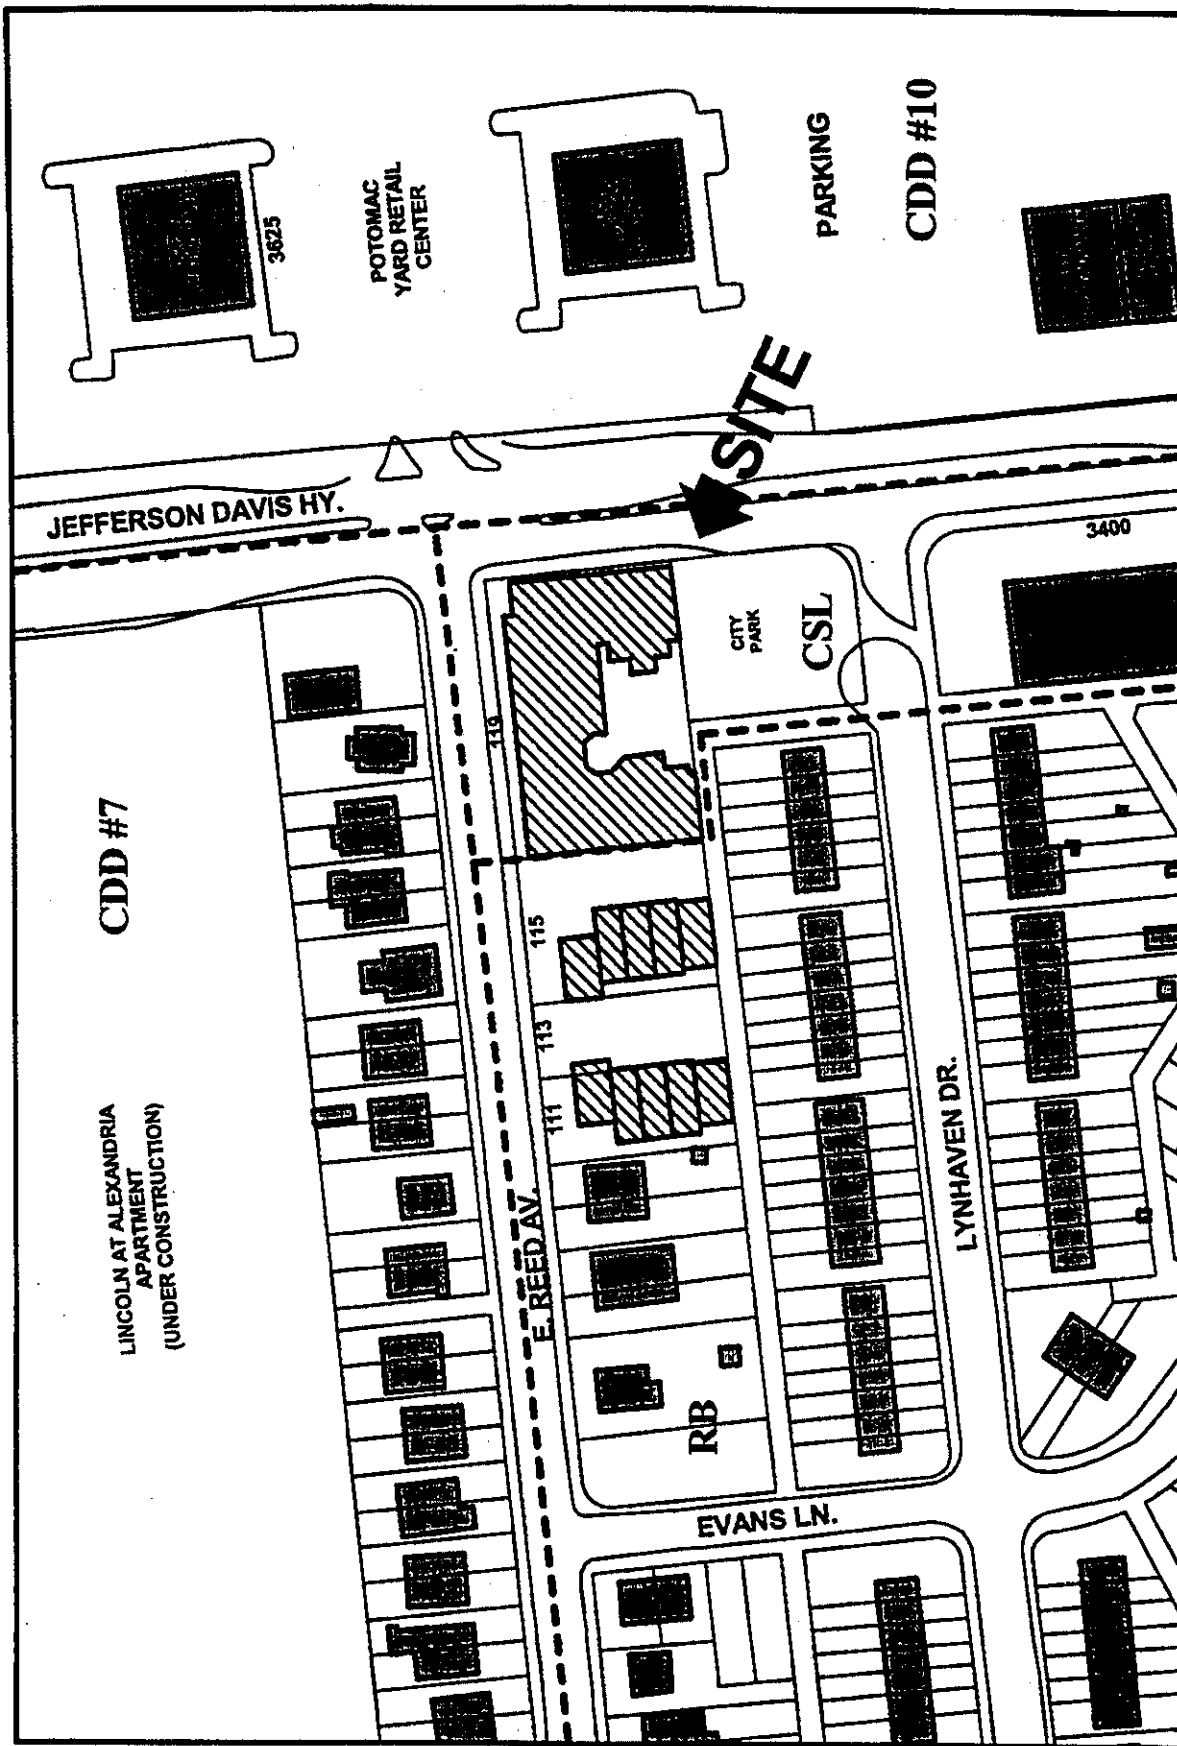 3625
POTOMAC
YARD RETAIL
CENTER
PARKING
CDD #10
SITE
JEFFERSON DAVIS HY.
3400
CITY
PARK
CSL
119
CDD #7
115
113
111
LINCOLN AT ALEXANDRIA
APARTMENT
(UNDER CONSTRUCTION)
E. REED AV.
LYNHAVEN DR.
RB
EVANS LN.